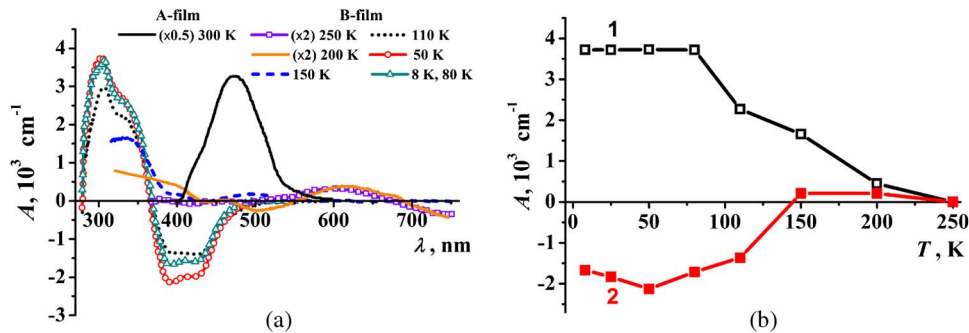 A-film B-film
(x0.5) 300 K (x2) 250 K 110 K
(x2) 200 K 50 K
150 K 8 K, 80 K
A, 10³ cm⁻¹
4
3
2
1
0
-1
-2
-3
300 400 500 600 700
λ, nm
(a)
A, 10³ cm⁻¹
4
3
2
1
0
-1
-2
1
2
0 50 100 150 200 250
T, K
(b)